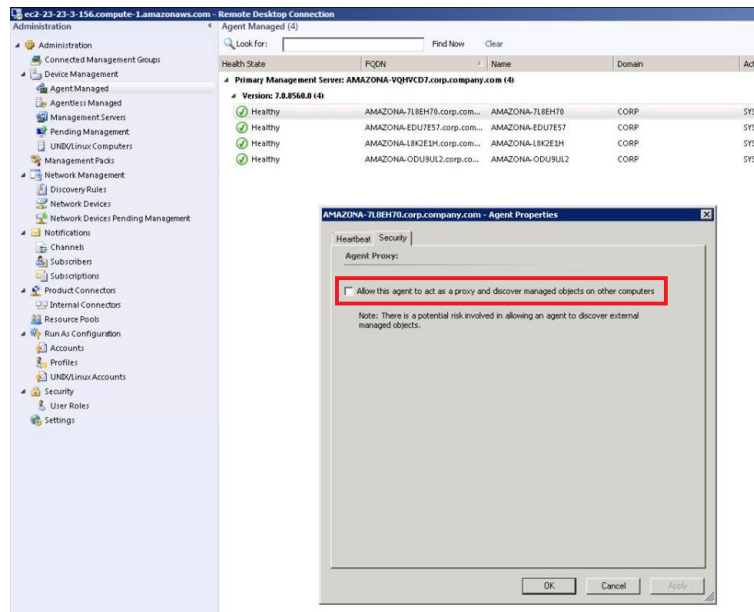 ec2-23-23-3-156.compute-1.amazonaws.com - Remote Desktop Connection
Administration
Administration
Connected Management Groups
Device Management
Agent Managed
Agentless Managed
Management Servers
Pending Management
UNIX/Linux Computers
Management Packs
Network Management
Discovery Rules
Network Devices
Network Devices Pending Management
Notifications
Channels
Subscribers
Subscriptions
Product Connectors
Internal Connectors
Resource Pools
Run As Configuration
Accounts
Profiles
UNIX/Linux Accounts
Security
User Roles
Settings
Agent Managed (4)
Look for: Find Now Clear
Health State FQDN Name Domain Act
Primary Management Server: AMAZONA-VQHVCD7.corp.company.com (4)
Version: 7.0.8560.0 (4)
Healthy AMAZONA-7L8EH70.corp.com... AMAZONA-7L8EH70 CORP SYS
Healthy AMAZONA-EDU7E57.corp.com... AMAZONA-EDU7E57 CORP SYS
Healthy AMAZONA-L8K2E1H.corp.com... AMAZONA-L8K2E1H CORP SYS
Healthy AMAZONA-ODU9UL2.corp.co... AMAZONA-ODU9UL2 CORP SYS
AMAZONA-7L8EH70.corp.company.com - Agent Properties
Heartbeat Security
Agent Proxy:
Allow this agent to act as a proxy and discover managed objects on other computers
Note: There is a potential risk involved in allowing an agent to discover external
managed objects.
OK Cancel Apply